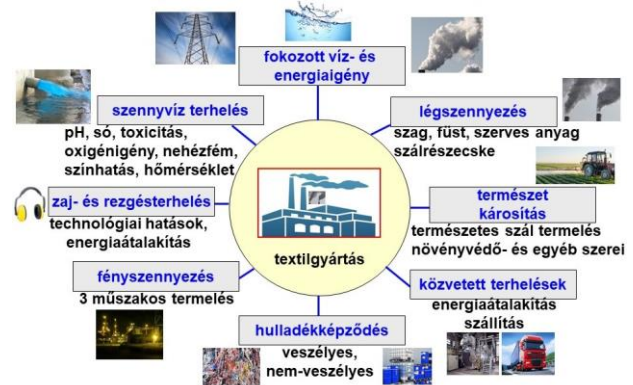 fokozott víz- és
energiaigény
szennyvíz terhelés
pH, só, toxicitás,
oxigénigény, nehézfém,
színhatás, hőmérséklet
légszennyezés
szag, füst, szerves anyag
szálrészecske
zaj- és rezgésterhelés
technológiai hatások,
energiaátalakítás
textilgyártás
természet
károsítás
természetes szál termelés
növényvédő- és egyéb szerei
fényszennyezés
3 műszakos termelés
közvetett terhelések
energiaátalakítás
szállítás
hulladékképződés
veszélyes,
nem-veszélyes